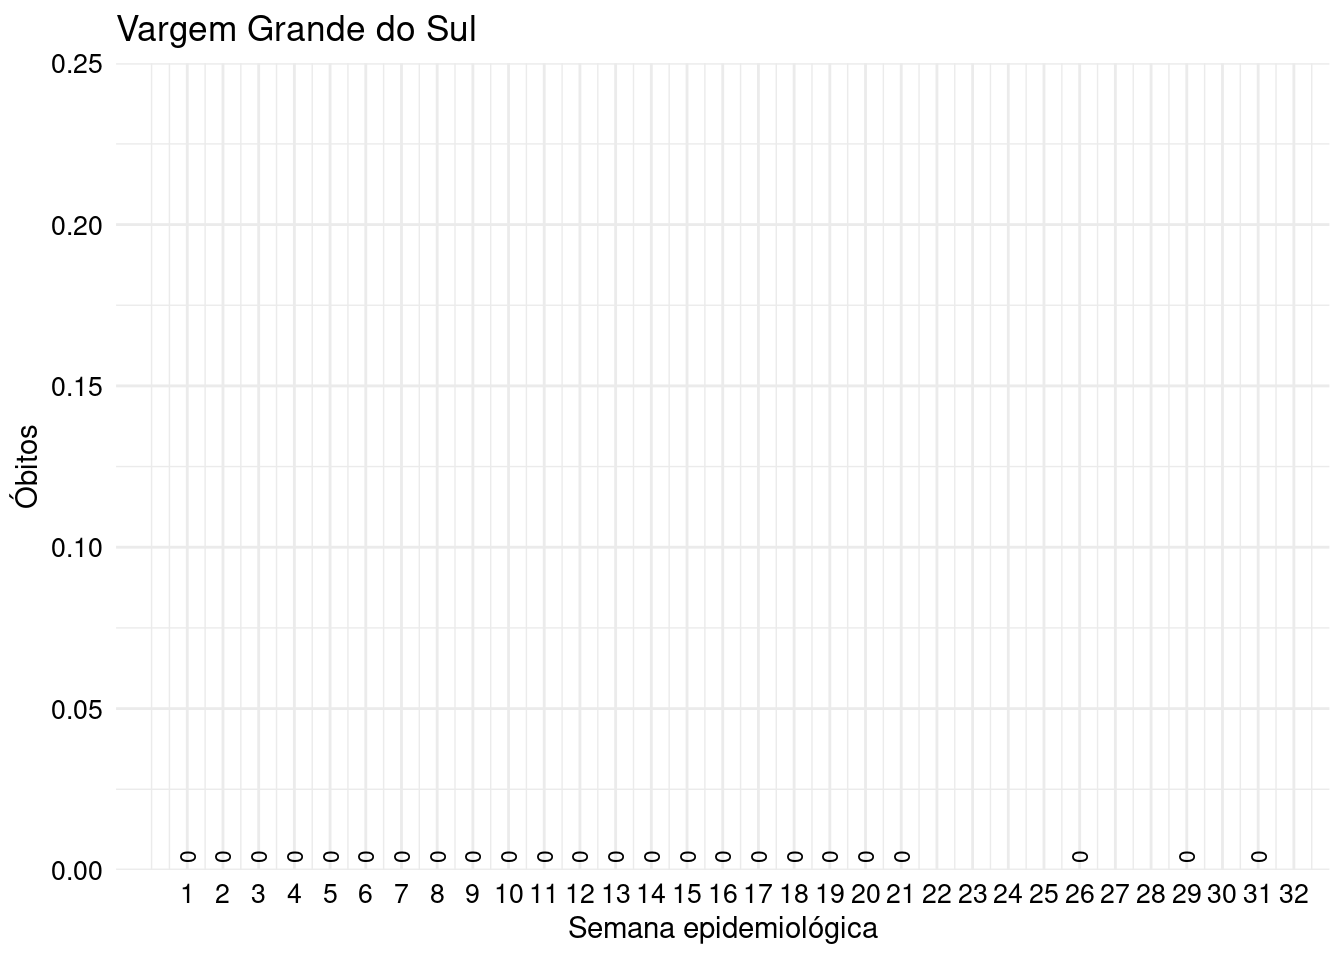 Vargem Grande do Sul
0.25
0.20
0.15
0.10
0.05
0.00
Óbitos
0 0 0 0 0 0 0 0 0 0 0 0 0 0 0 0 0 0 0 0 0 0 0 0
1 2 3 4 5 6 7 8 9 10 11 12 13 14 15 16 17 18 19 20 21 22 23 24 25 26 27 28 29 30 31 32
Semana epidemiológica